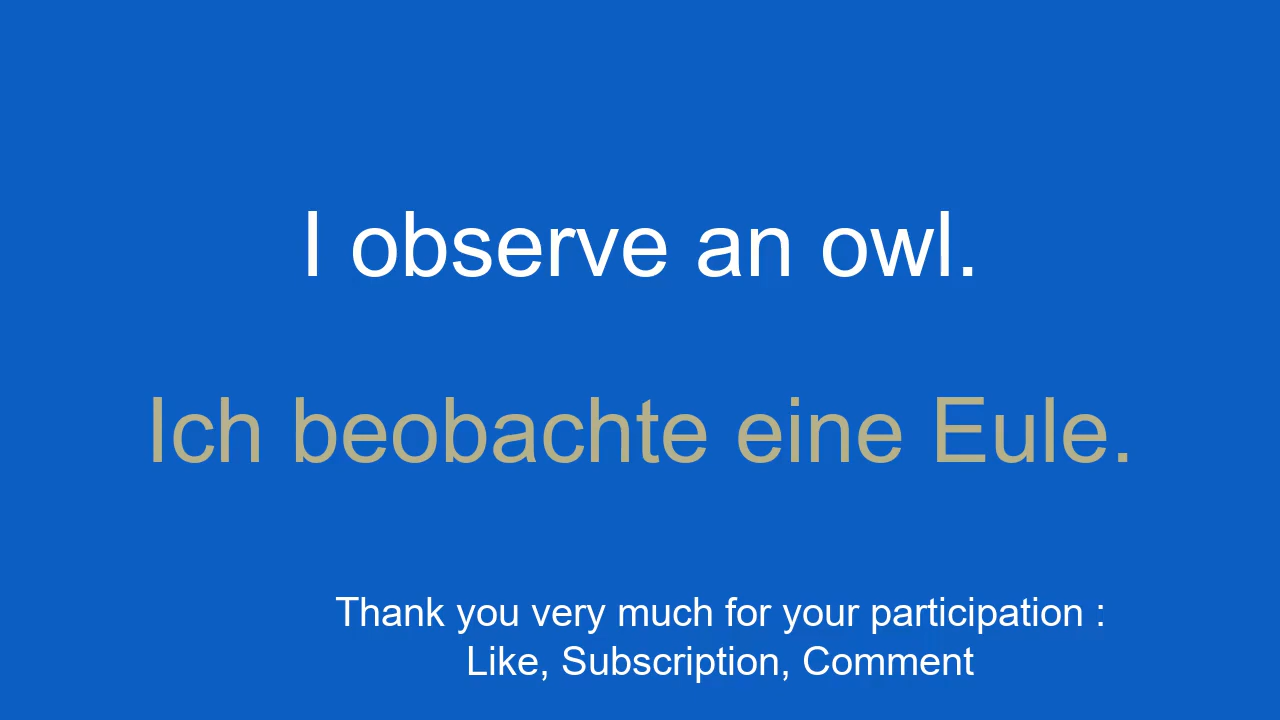 I observe an owl.
Ich beobachte eine Eule.
Thank you very much for your participation :
Like, Subscription, Comment